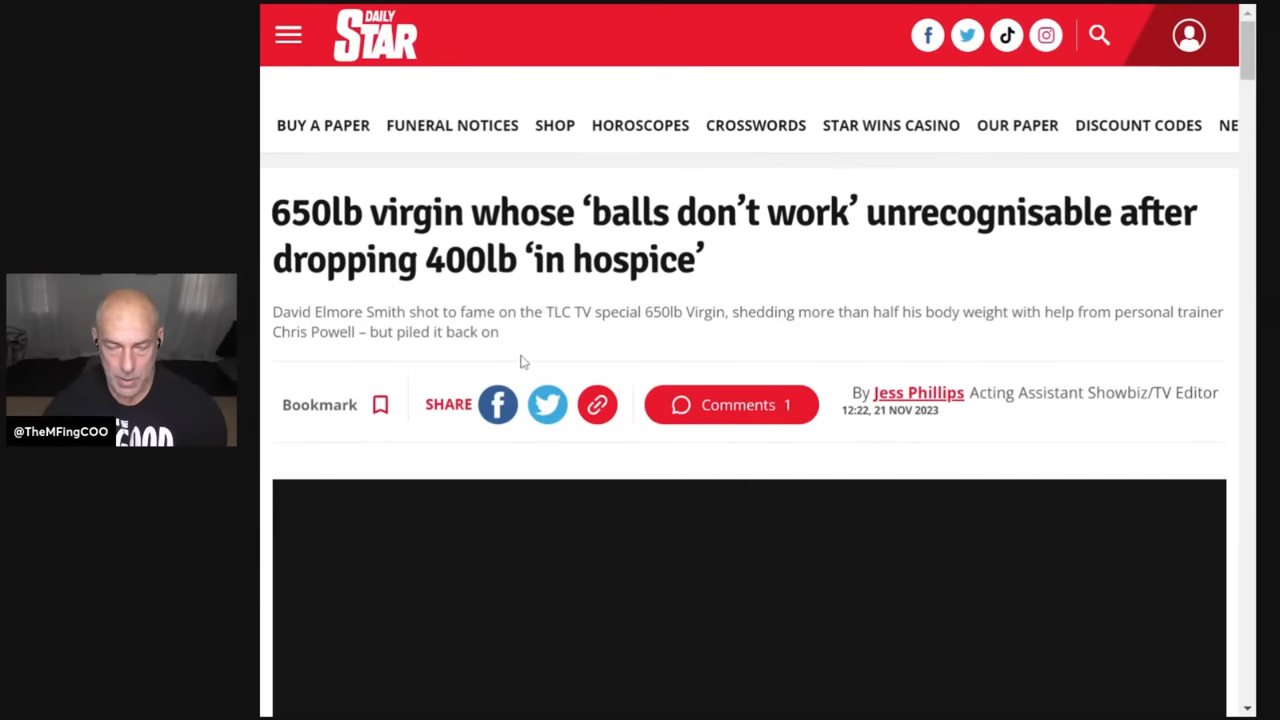 DAILY
STAR
BUY A PAPER FUNERAL NOTICES SHOP HOROSCOPES CROSSWORDS STAR WINS CASINO OUR PAPER DISCOUNT CODES NE
650lb virgin whose ‘balls don’t work’ unrecognisable after
dropping 400lb ‘in hospice’
David Elmore Smith shot to fame on the TLC TV special 650lb Virgin, shedding more than half his body weight with help from personal trainer
Chris Powell – but piled it back on
Bookmark SHARE Comments 1
By Jess Phillips Acting Assistant Showbiz/TV Editor
12:22, 21 NOV 2023
@TheMFingCOO